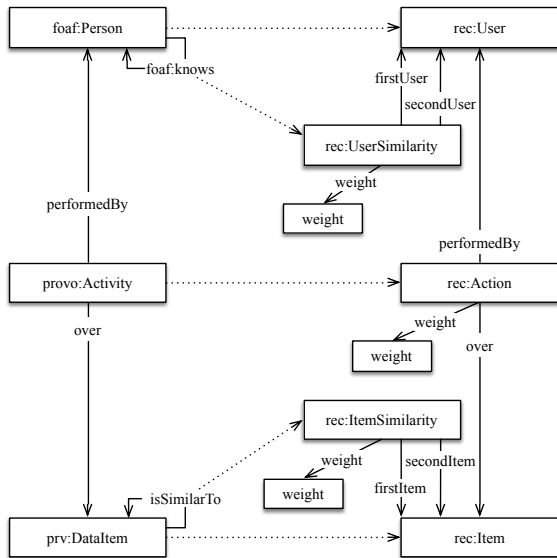 foaf:Person
rec:User
foaf:knows
firstUser
secondUser
rec:UserSimilarity
weight
weight
performedBy
performedBy
provo:Activity
rec:Action
over
weight
over
weight
rec:ItemSimilarity
weight
secondItem
isSimilarTo
weight
firstItem
prv:DataItem
rec:Item